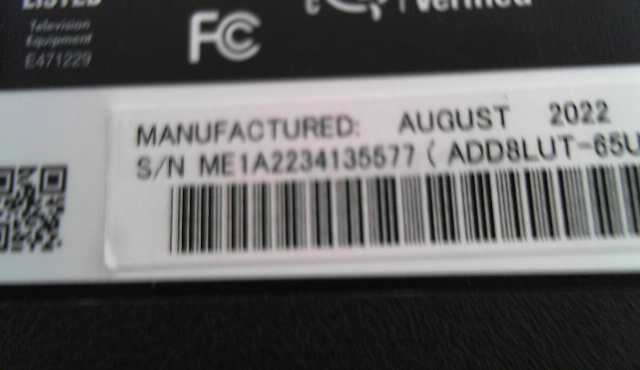 LISTED
Television
Equipment
E471229
FC
Verified
MANUFACTURED: AUGUST 2022
S/N ME1A2234135577 ( ADD8LUT-65U